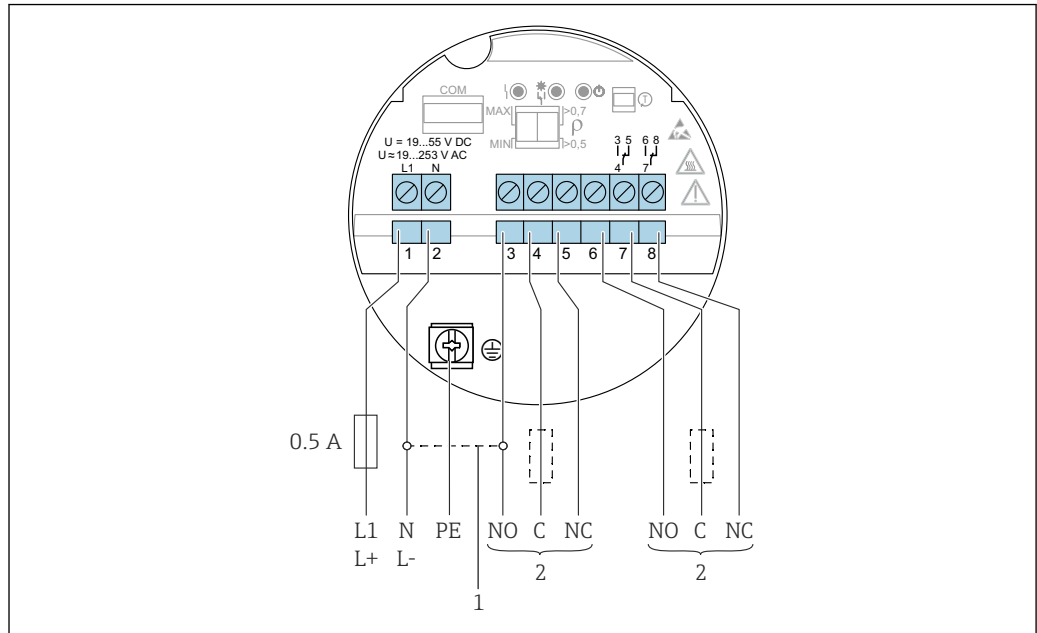 COM
MAX
>0,7
ρ
MIN
>0,5
U = 19...55 V DC
U ≈ 19...253 V AC
L1 N
3 5 6 8
4 7
1 2 3 4 5 6 7 8
0.5 A
L1 N PE NO C NC NO C NC
L+ L-
2 2
1